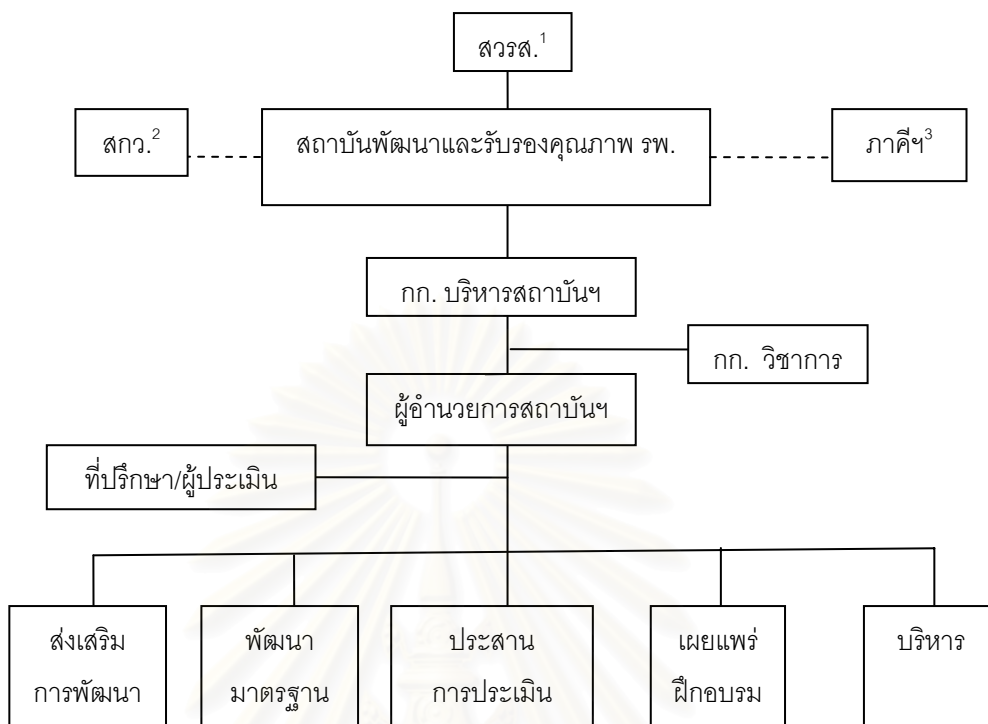 สวรส.¹
สกว.²
สถาบันพัฒนาและรับรองคุณภาพ รพ.
ภาคีฯ³
กก. บริหารสถาบันฯ
กก. วิชาการ
ผู้อำนวยการสถาบันฯ
ที่ปรึกษา/ผู้ประเมิน
ส่งเสริม
การพัฒนา
พัฒนา
มาตรฐาน
ประสาน
การประเมิน
เผยแพร่
ฝึกอบรม
บริหาร